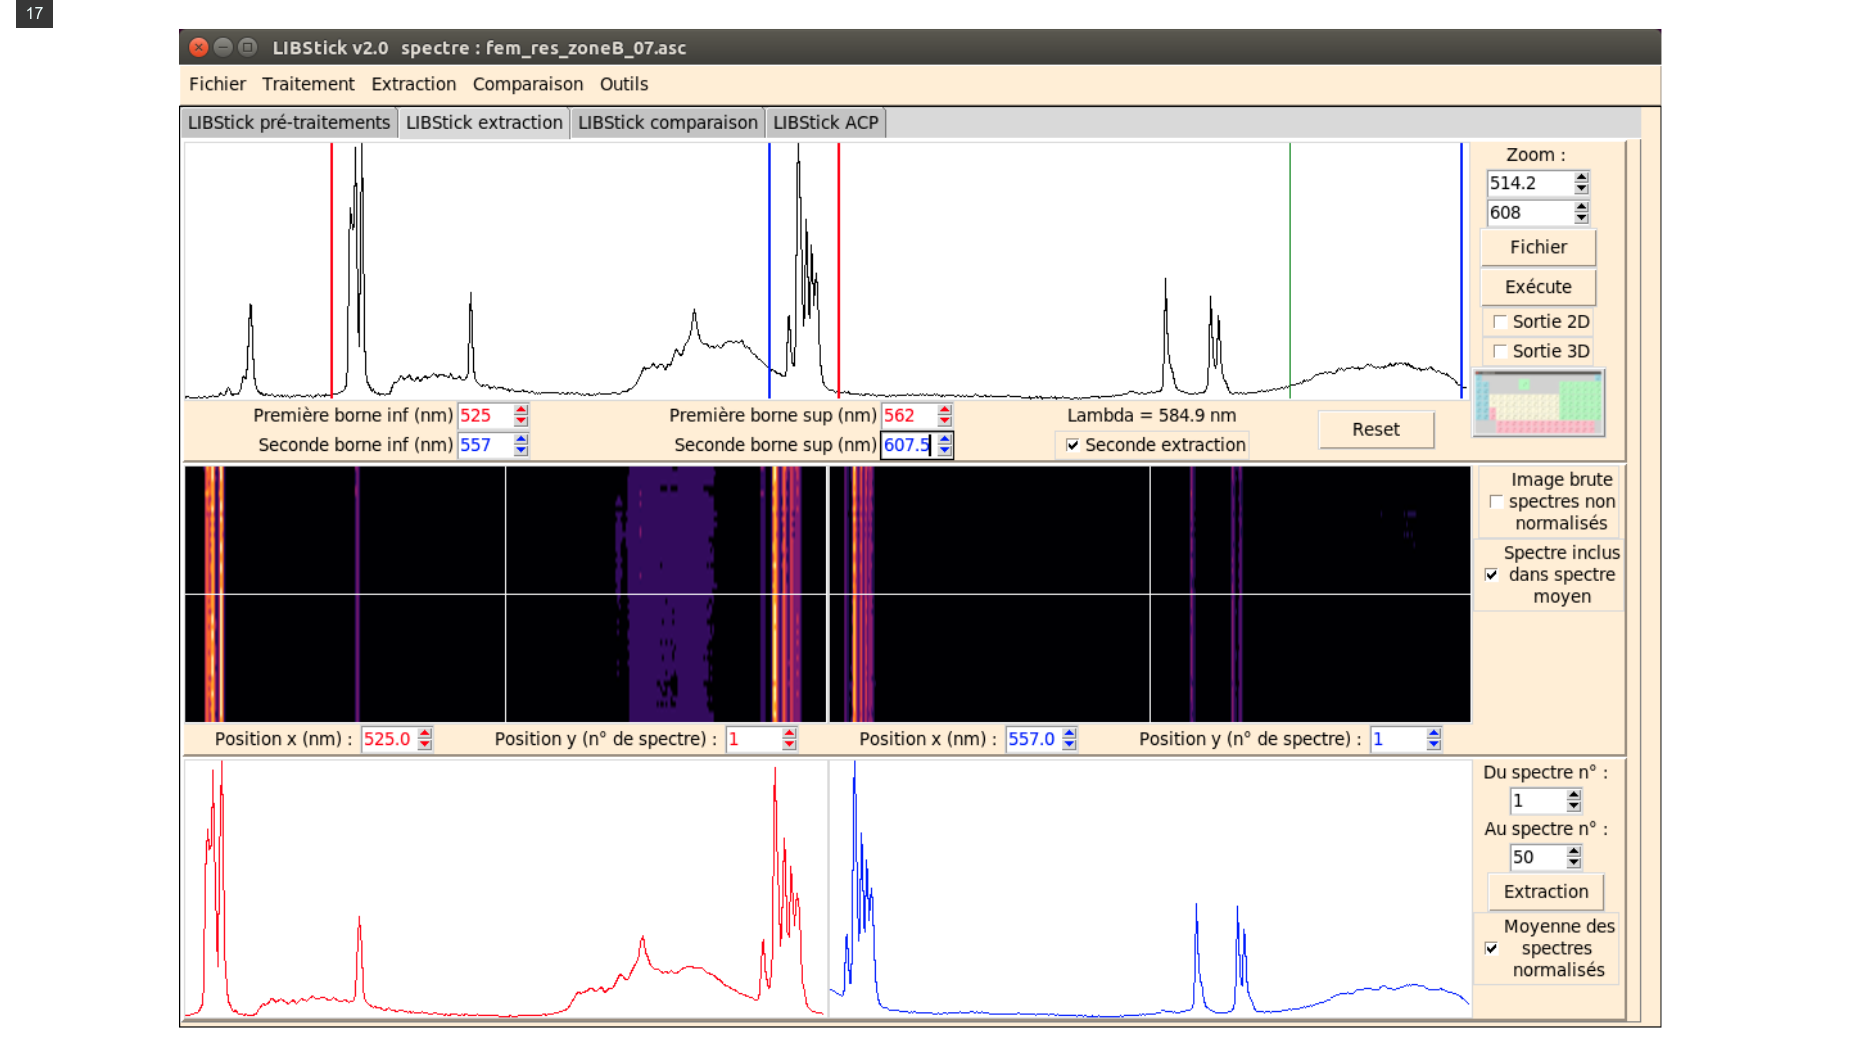 17
LIBStick v2.0  spectre : fem_res_zoneB_07.asc
Fichier Traitement Extraction Comparaison Outils
LIBStick pré-traitements LIBStick extraction LIBStick comparaison LIBStick ACP
Zoom :
514.2
608
Fichier
Exécute
Sortie 2D
Sortie 3D
Première borne inf (nm) 525 Première borne sup (nm) 562 Lambda = 584.9 nm
Seconde borne inf (nm) 557 Seconde borne sup (nm) 607.5 Seconde extraction
Reset
Image brute
spectres non
normalisés
Spectre inclus
dans spectre
moyen
Position x (nm) : 525.0 Position y (n° de spectre) : 1 Position x (nm) : 557.0 Position y (n° de spectre) : 1
Du spectre n° :
1
Au spectre n° :
50
Extraction
Moyenne des
spectres
normalisés